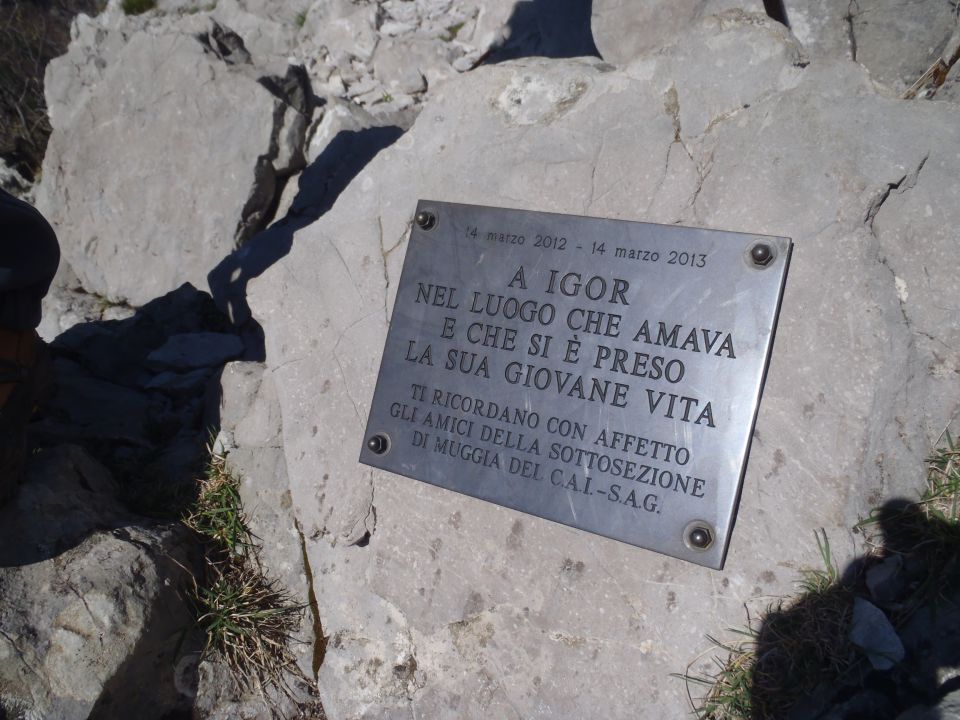 14 marzo 2012 - 14 marzo 2013
A IGOR
NEL LUOGO CHE AMAVA
E CHE SI È PRESO
LA SUA GIOVANE VITA
TI RICORDANO CON AFFETTO
GLI AMICI DELLA SOTTOSEZIONE
DI MUGGIA DEL C.A.I.-S.A.G.